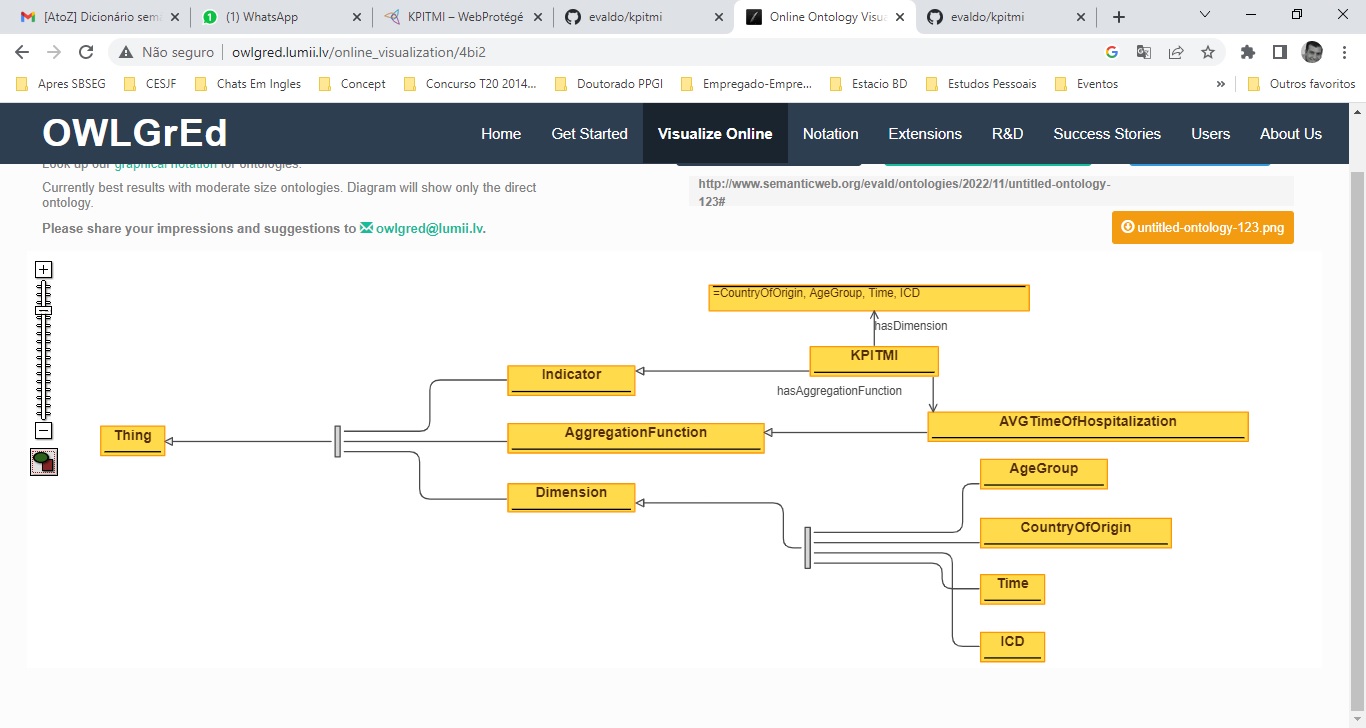 [AtoZ] Dicionário sem
(1) WhatsApp
KPITMI – WebProtégé
evaldo/kpitmi
Online Ontology Visu
evaldo/kpitmi
Não seguro
owlgred.lumii.lv/online_visualization/4bi2
Apres SBSEG
CESJF
Chats Em Ingles
Concept
Concurso T20 2014...
Doutorado PPGI
Empregado-Empre...
Estacio BD
Estudos Pessoais
Eventos
»
Outros favoritos
OWLGrEd
Home
Get Started
Visualize Online
Notation
Extensions
R&D
Success Stories
Users
About Us
Look up our graphical notation for ontologies.
Currently best results with moderate size ontologies. Diagram will show only the direct
ontology.
Please share your impressions and suggestions to owlgred@lumii.lv.
http://www.semanticweb.org/evald/ontologies/2022/11/untitled-ontology-
123#
untitled-ontology-123.png
=CountryOfOrigin, AgeGroup, Time, ICD
hasDimension
KPITMI
Indicator
hasAggregationFunction
AVGTimeOfHospitalization
Thing
AggregationFunction
AgeGroup
Dimension
CountryOfOrigin
Time
ICD